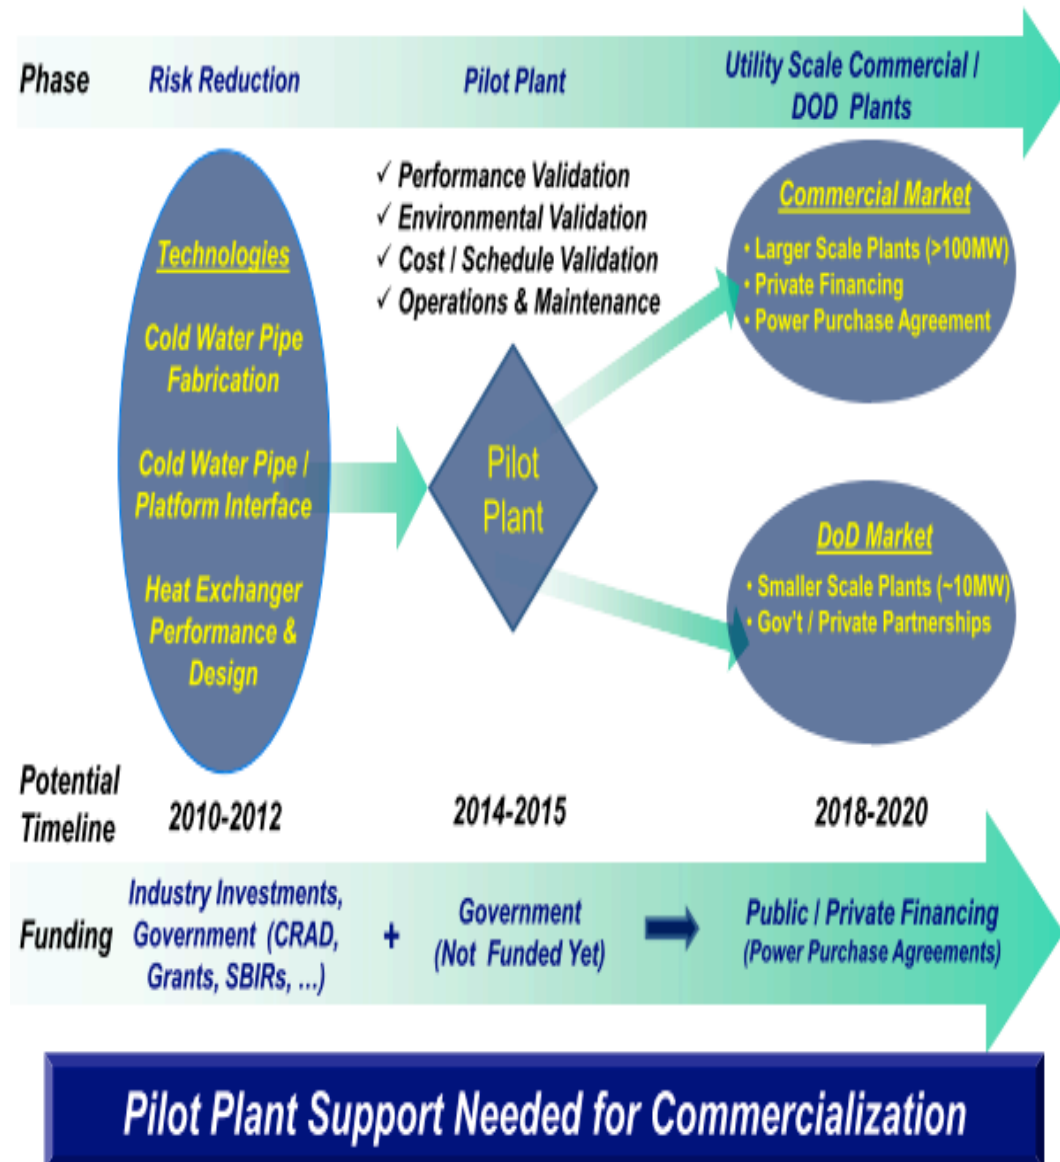 Phase
Risk Reduction
Pilot Plant
Utility Scale Commercial /
DOD Plants
Technologies
Cold Water Pipe
Fabrication
Cold Water Pipe /
Platform Interface
Heat Exchanger
Performance &
Design
✓ Performance Validation
✓ Environmental Validation
✓ Cost / Schedule Validation
✓ Operations & Maintenance
Pilot
Plant
Commercial Market
• Larger Scale Plants (>100MW)
• Private Financing
• Power Purchase Agreement
DoD Market
• Smaller Scale Plants (~10MW)
• Gov't / Private Partnerships
Potential
Timeline
2010-2012
2014-2015
2018-2020
Funding
Industry Investments,
Government (CRAD,
Grants, SBIRs, ...)
+
Government
(Not Funded Yet)
Public / Private Financing
(Power Purchase Agreements)
Pilot Plant Support Needed for Commercialization